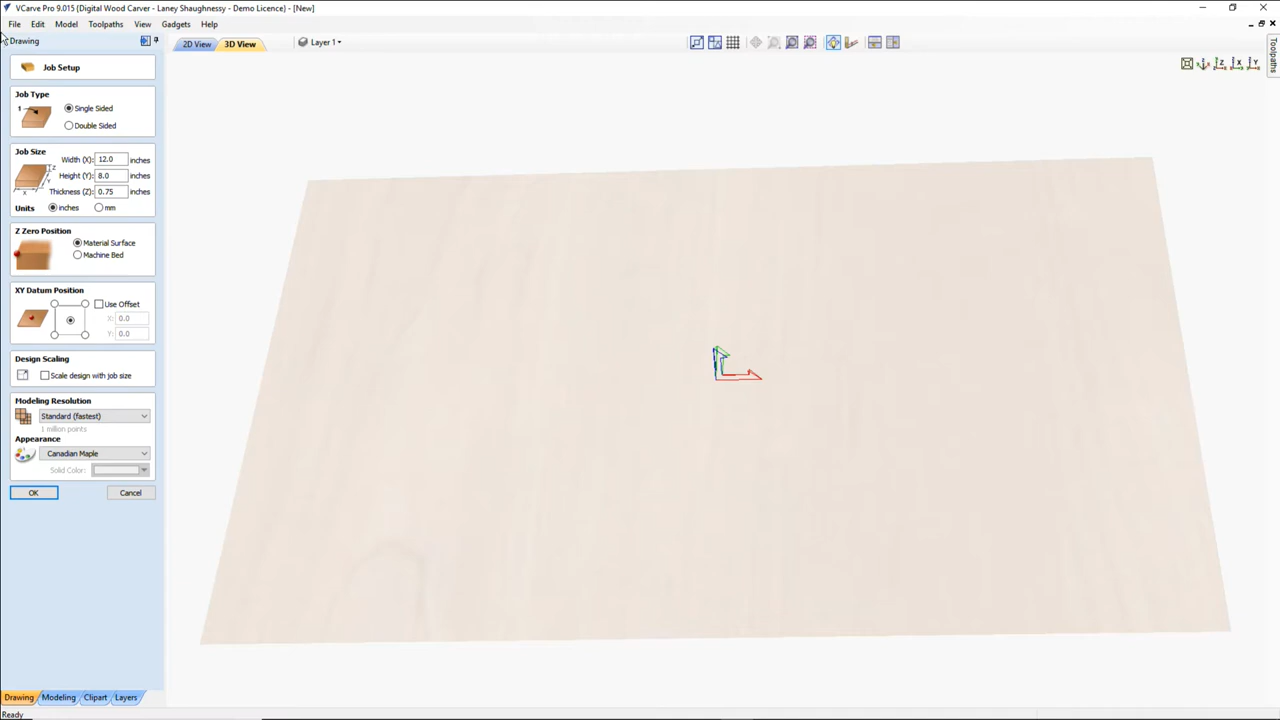 VCarve Pro 9.015 {Digital Wood Carver - Laney Shaughnessy - Demo Licence} - [New]
File Edit Model Toolpaths View Gadgets Help
Drawing
2D View 3D View Layer 1
Toolpaths
Z X Y
Job Setup
Job Type
1 Single Sided
Double Sided
Job Size
Width (X): 12.0 inches
Height (Y): 8.0 inches
Thickness (Z): 0.75 inches
Z
Y
X
Units inches mm
Z Zero Position
Material Surface
Machine Bed
XY Datum Position
Use Offset
X: 0.0
Y: 0.0
Design Scaling
Scale design with job size
Modeling Resolution
Standard (fastest)
1 million points
Appearance
Canadian Maple
Solid Color:
OK Cancel
Drawing Modeling Clipart Layers
Ready